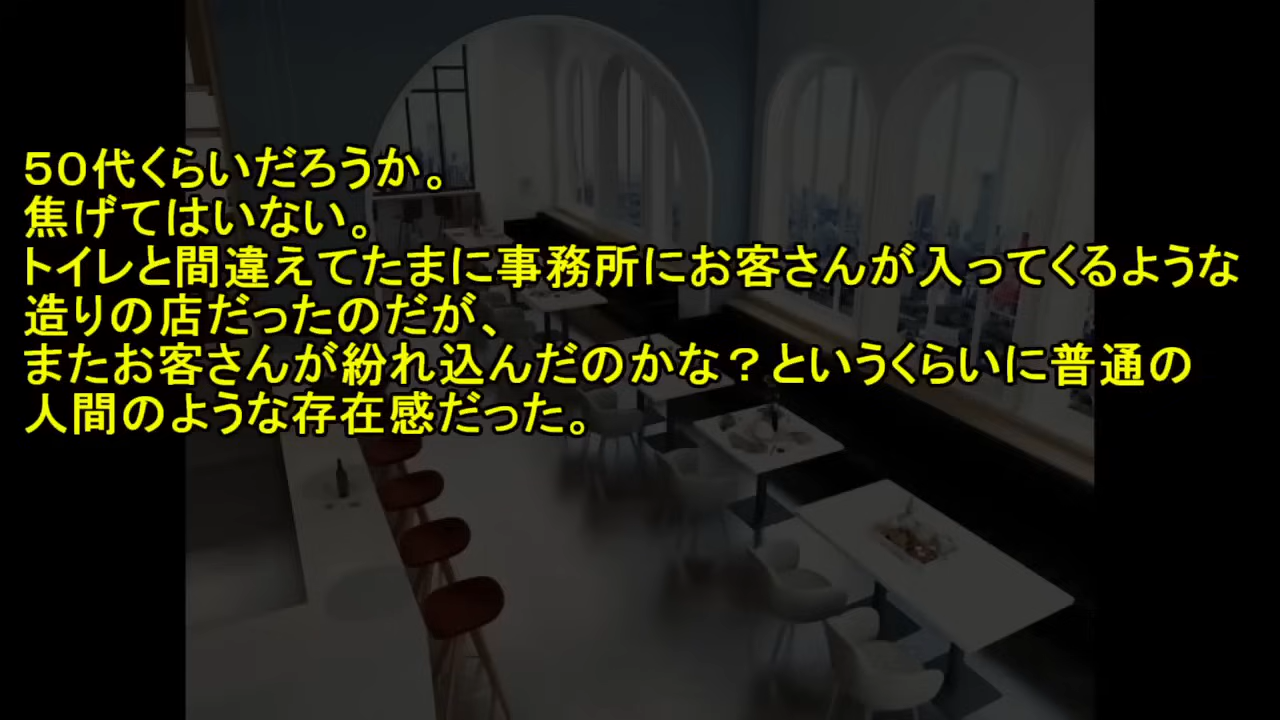 ５０代くらいだろうか。
焦げてはいない。
トイレと間違えてたまに事務所にお客さんが入ってくるような
造りの店だったのだが、
またお客さんが紛れ込んだのかな？というくらいに普通の
人間のような存在感だった。